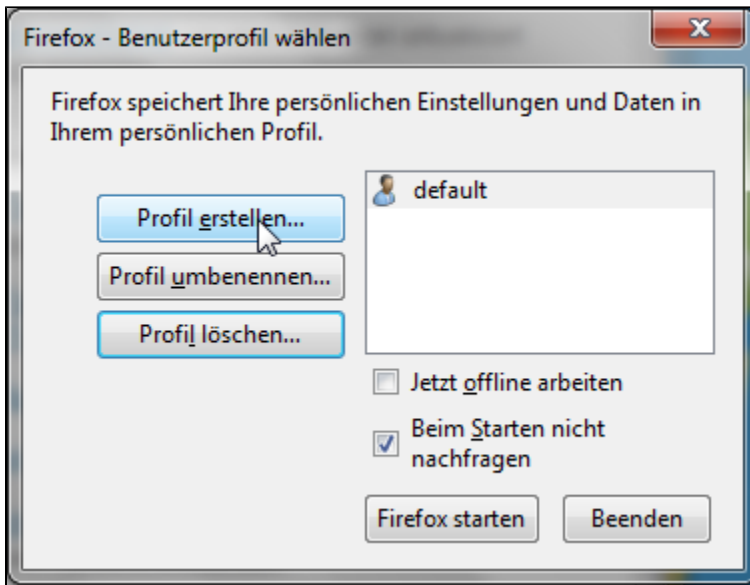 Firefox - Benutzerprofil wählen
Firefox speichert Ihre persönlichen Einstellungen und Daten in
Ihrem persönlichen Profil.
Profil erstellen...
Profil umbenennen...
Profil löschen...
default
Jetzt offline arbeiten
Beim Starten nicht
nachfragen
Firefox starten
Beenden